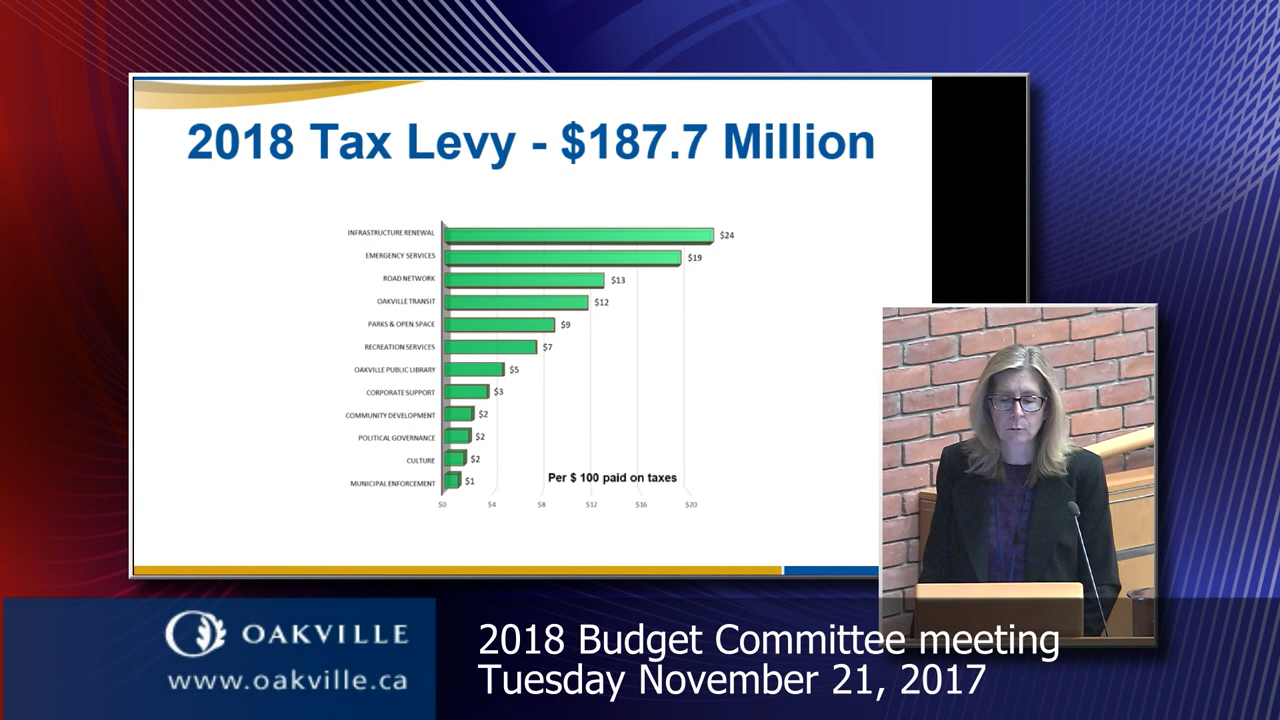 2018 Tax Levy - $187.7 Million
INFRASTRUCTURE RENEWAL $24
EMERGENCY SERVICES $19
ROAD NETWORK $13
OAKVILLE TRANSIT $12
PARKS & OPEN SPACE $9
RECREATION SERVICES $7
OAKVILLE PUBLIC LIBRARY $5
CORPORATE SUPPORT $3
COMMUNITY DEVELOPMENT $2
POLITICAL GOVERNANCE $2
CULTURE $2
MUNICIPAL ENFORCEMENT $1
Per $ 100 paid on taxes
$0 $4 $8 $12 $16 $20
OAKVILLE
www.oakville.ca
2018 Budget Committee meeting
Tuesday November 21, 2017